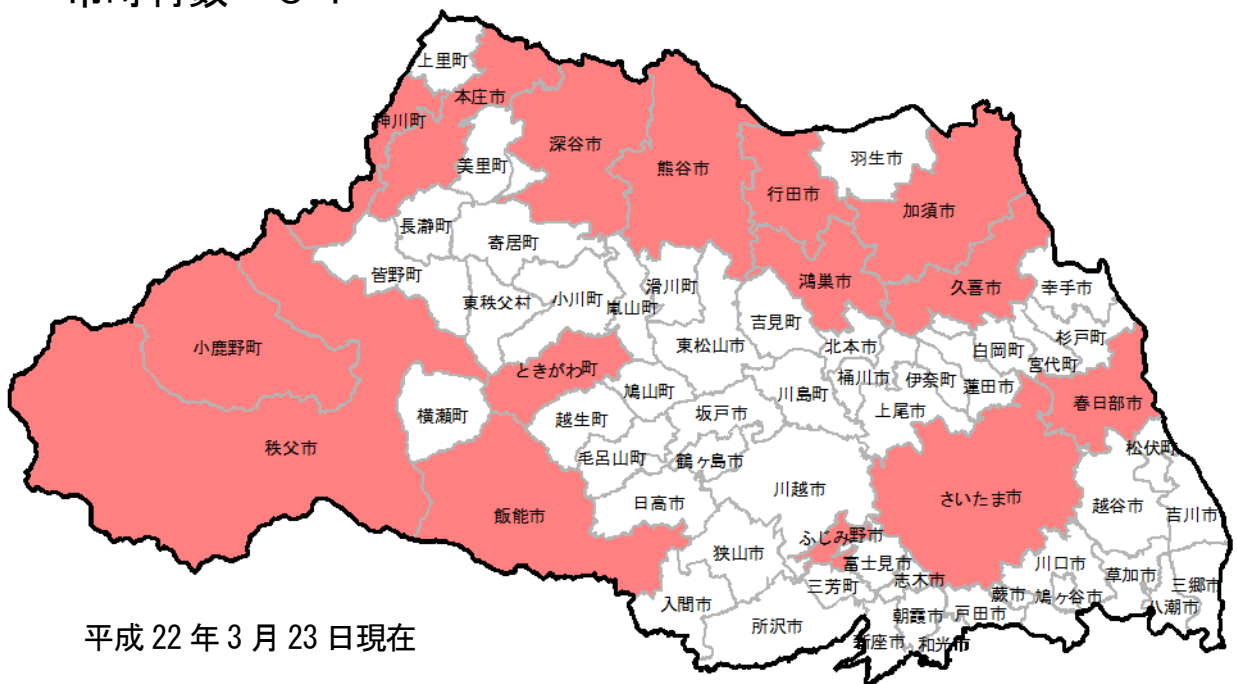 上里町
本庄市
神川町
深谷市
美里町
熊谷市
羽生市
行田市
加須市
長瀞町
寄居町
皆野町
鴻巣市
久喜市
幸手市
滑川町
東秩父村
小川町
嵐山町
吉見町
杉戸町
小鹿野町
東松山市
北本市
白岡町
宮代町
ときがわ町
桶川市
伊奈町
蓮田市
鳩山町
川島町
春日部市
横瀬町
越生町
坂戸市
上尾市
秩父市
松伏町
毛呂山町
鶴ヶ島市
川越市
さいたま市
日高市
越谷市
飯能市
吉川市
ふじみ野市
狭山市
富士見市
川口市
三芳町
志木市
草加市
三郷市
入間市
蕨市
鳩ヶ谷市
八潮市
朝霞市
戸田市
所沢市
新座市
和光市
平成 22 年 3 月 23 日現在